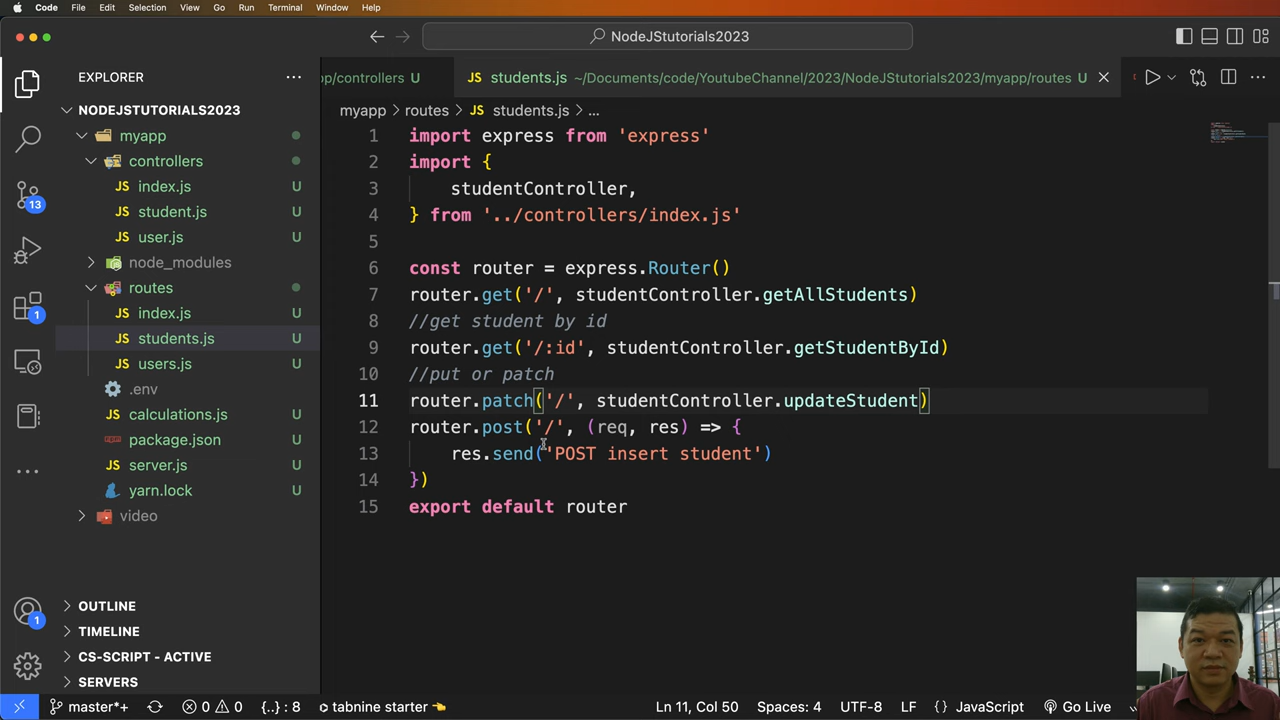 Code File Edit Selection View Go Run Terminal Window Help
NodeJStutorials2023
EXPLORER
pp/controllers U
JS students.js ~/Documents/code/YoutubeChannel/2023/NodeJStutorials2023/myapp/routes U
myapp > routes > JS students.js > ...
NODEJSTUTORIALS2023
myapp
controllers
JS index.js U
JS student.js U
JS user.js U
node_modules
routes
JS index.js U
JS students.js U
JS users.js U
.env
JS calculations.js U
package.json U
JS server.js U
yarn.lock U
video
OUTLINE
TIMELINE
CS-SCRIPT - ACTIVE
SERVERS
13
1
1
1 import express from 'express'
2 import {
3 studentController,
4 } from '../controllers/index.js'
5
6 const router = express.Router()
7 router.get('/', studentController.getAllStudents)
8 //get student by id
9 router.get('/:id', studentController.getStudentById)
10 //put or patch
11 router.patch('/', studentController.updateStudent)
12 router.post('/', (req, res) => {
13 res.send('POST insert student')
14 })
15 export default router
master*+ 0 0 {..} : 8 tabnine starter Ln 11, Col 50 Spaces: 4 UTF-8 LF {} JavaScript Go Live